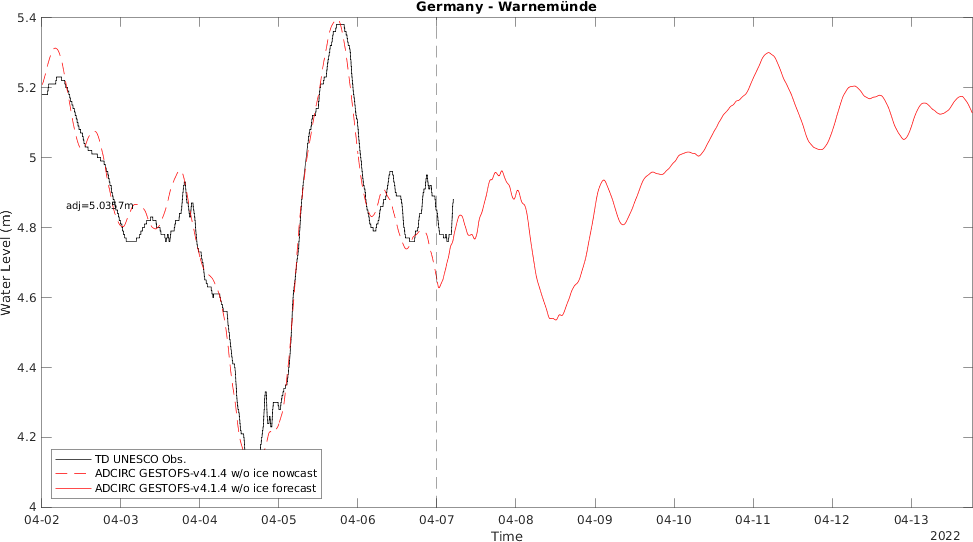 Germany - Warnemünde
Water Level (m)
5.4
5.2
5
4.8
4.6
4.4
4.2
4
adj=5.0357m
TD UNESCO Obs.
ADCIRC GESTOFS-v4.1.4 w/o ice nowcast
ADCIRC GESTOFS-v4.1.4 w/o ice forecast
04-02 04-03 04-04 04-05 04-06 04-07 04-08 04-09 04-10 04-11 04-12 04-13
Time
2022